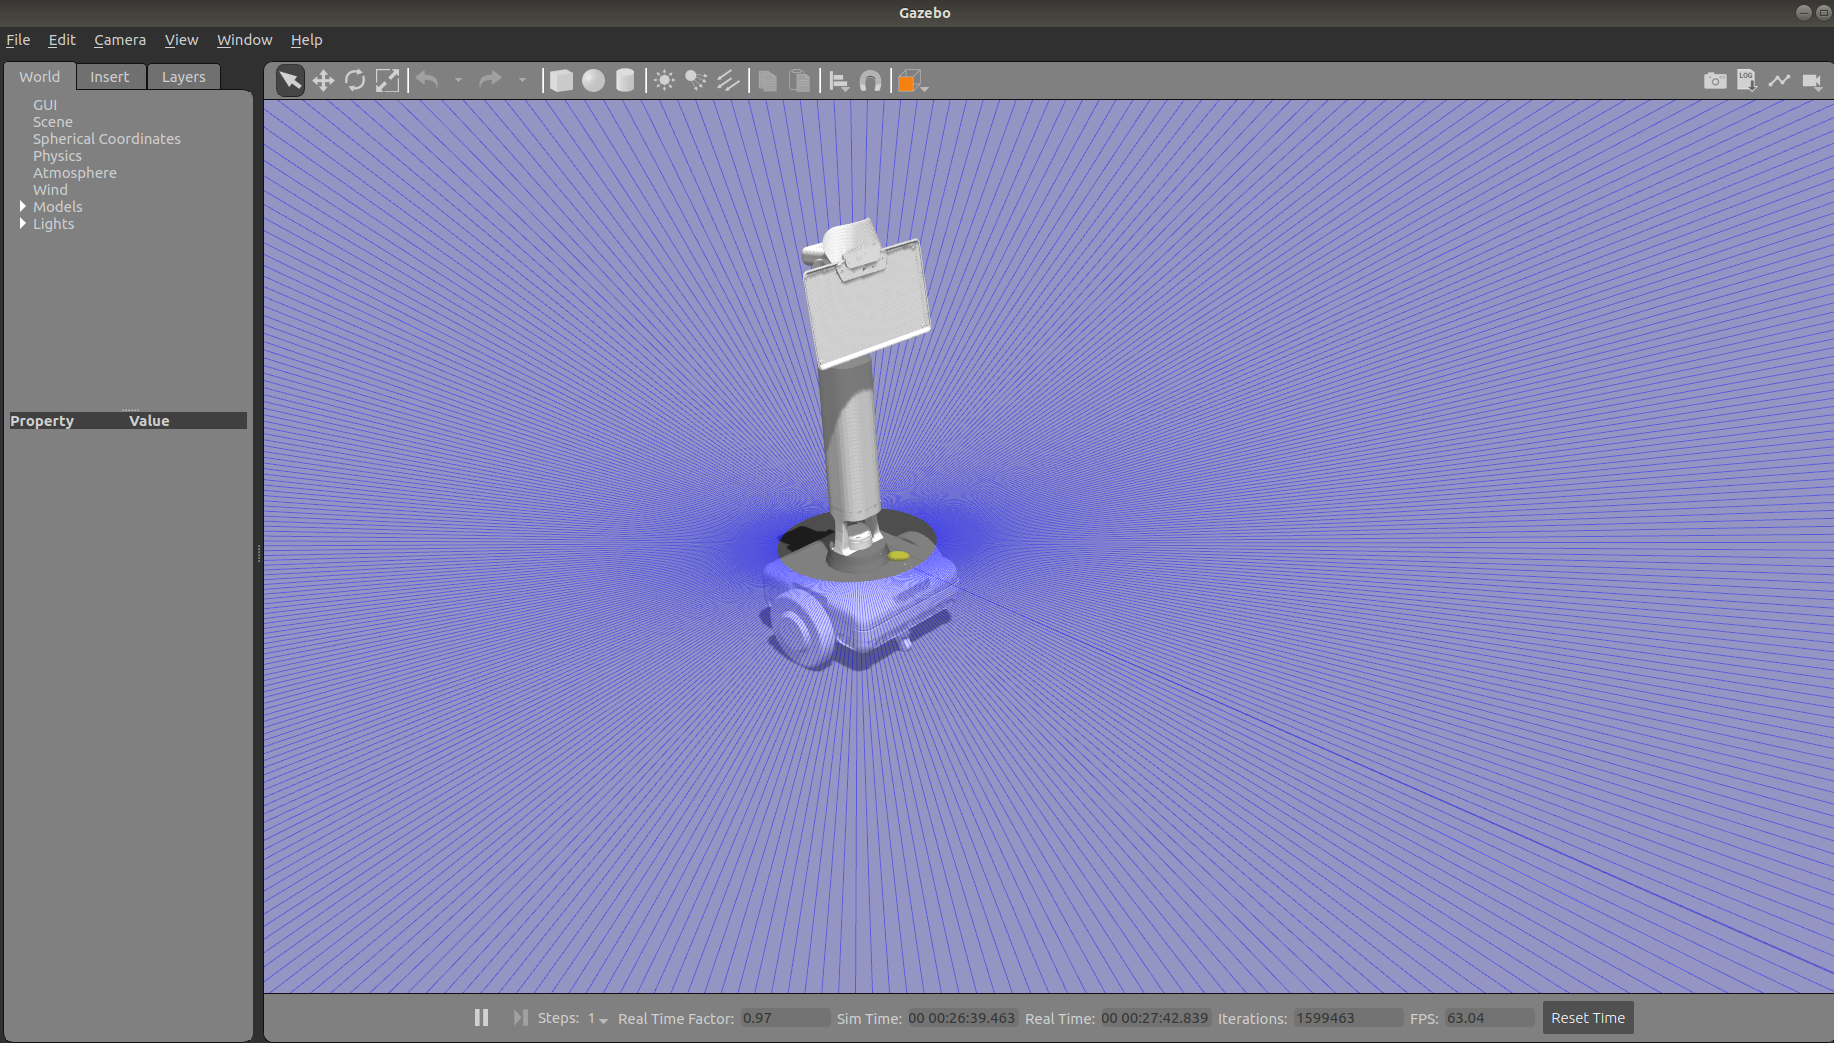 Gazebo
File Edit Camera View Window Help
World Insert Layers
LOG
GUI
Scene
Spherical Coordinates
Physics
Atmosphere
Wind
Models
Lights
Property Value
Steps: 1 Real Time Factor: 0.97 Sim Time: 00 00:26:39.463 Real Time: 00 00:27:42.839 Iterations: 1599463 FPS: 63.04 Reset Time